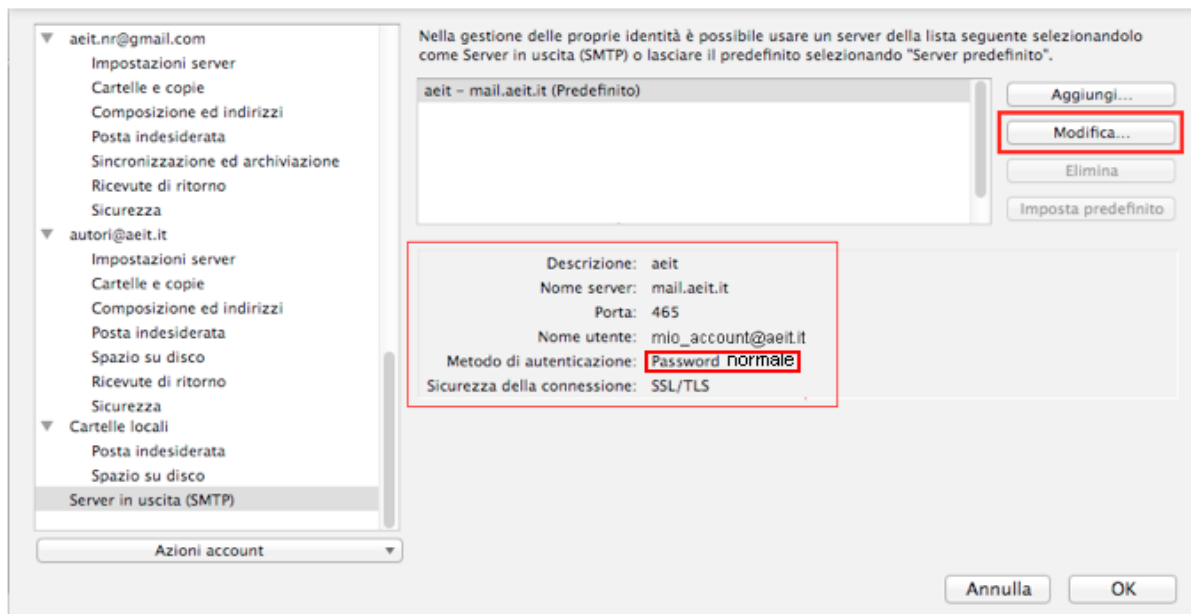 aeit.nr@gmail.com
Impostazioni server
Cartelle e copie
Composizione ed indirizzi
Posta indesiderata
Sincronizzazione ed archiviazione
Ricevute di ritorno
Sicurezza
autori@aeit.it
Impostazioni server
Cartelle e copie
Composizione ed indirizzi
Posta indesiderata
Spazio su disco
Ricevute di ritorno
Sicurezza
Cartelle locali
Posta indesiderata
Spazio su disco
Server in uscita (SMTP)
Azioni account
Nella gestione delle proprie identità è possibile usare un server della lista seguente selezionandolo
come Server in uscita (SMTP) o lasciare il predefinito selezionando "Server predefinito".
aeit - mail.aeit.it (Predefinito)
Aggiungi...
Modifica...
Elimina
Imposta predefinito
Descrizione: aeit
Nome server: mail.aeit.it
Porta: 465
Nome utente: mio_account@aeit.it
Metodo di autenticazione: Password normale
Sicurezza della connessione: SSL/TLS
Annulla
OK